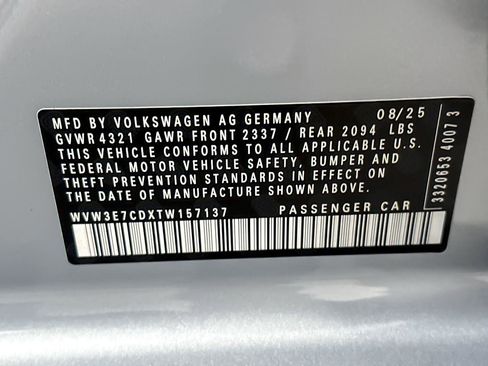 MFD BY VOLKSWAGEN AG GERMANY 08/25
GVWR 4321 GAWR FRONT 2337 / REAR 2094 LBS
THIS VEHICLE CONFORMS TO ALL APPLICABLE U.S.
FEDERAL MOTOR VEHICLE SAFETY, BUMPER AND
THEFT PREVENTION STANDARDS IN EFFECT ON
THE DATE OF MANUFACTURE SHOWN ABOVE.
WVW3E7CDXTW157137 PASSENGER CAR
3320653 4007 3